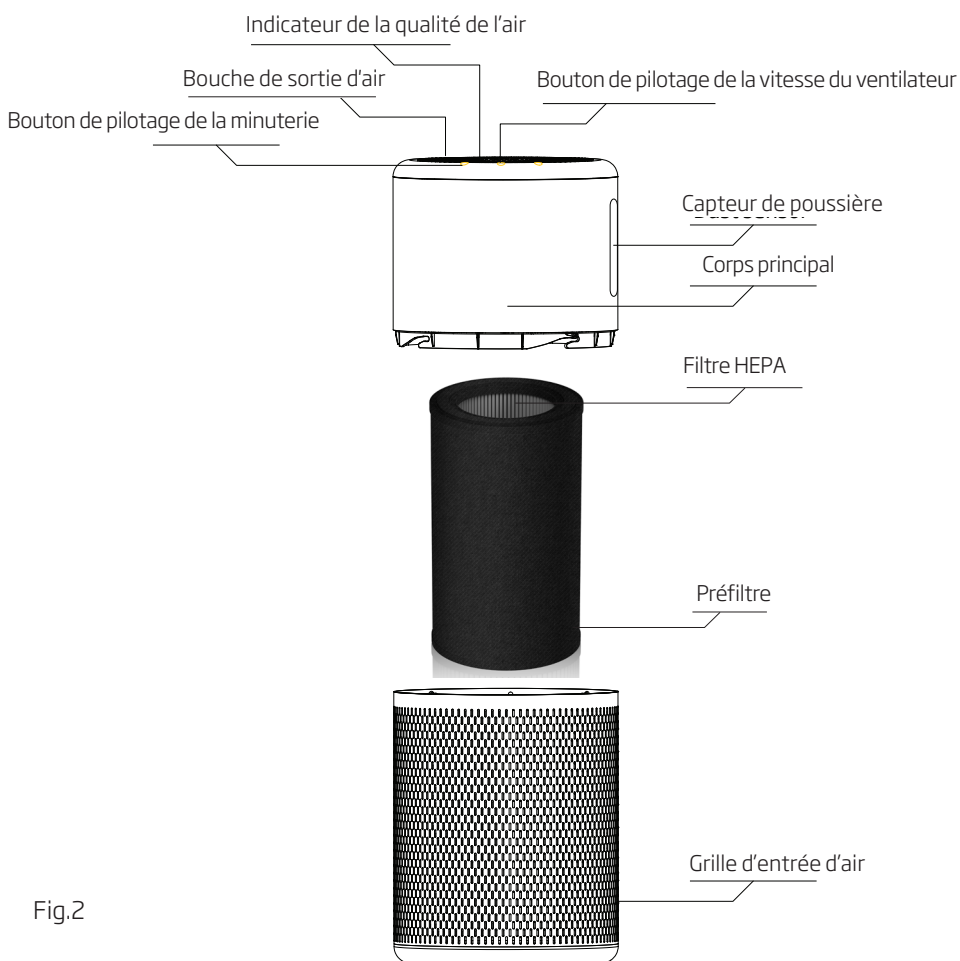 Indicateur de la qualité de l'air
Bouche de sortie d'air
Bouton de pilotage de la vitesse du ventilateur
Bouton de pilotage de la minuterie
Capteur de poussière
Corps principal
Filtre HEPA
Préfiltre
Grille d'entrée d'air
Fig.2